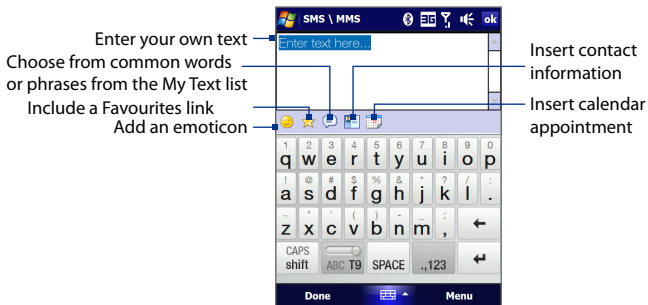 SMS \ MMS ok
Enter your own text
Enter text here...
Choose from common words
or phrases from the My Text list
Include a Favourites link
Add an emoticon
Insert contact
information
Insert calendar
appointment
1 2 3 4 5 6 7 8 9 0
q w e r t y u i o p
! @ # $ % & * ? / :
a s d f g h j k l .
~ " ' ( ) - _ ;
z x c v b n m ,
CAPS
shift ABC T9 SPACE .,123
Done Menu